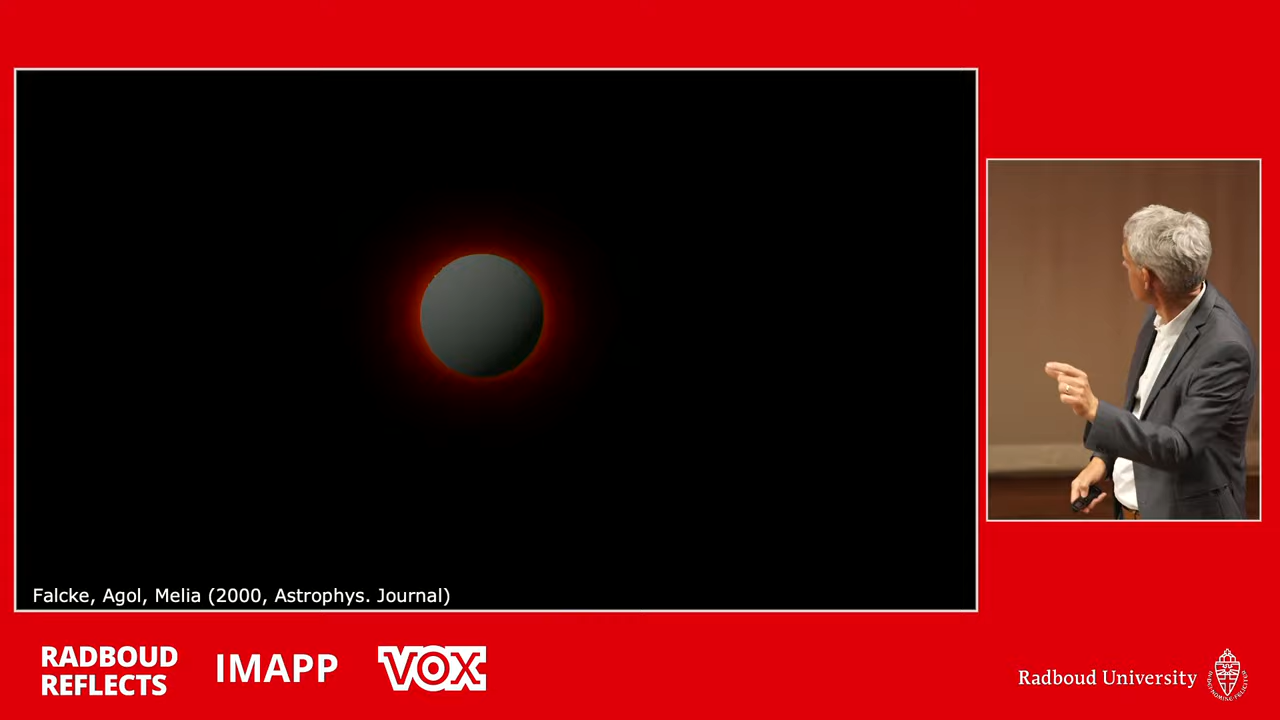 Falcke, Agol, Melia (2000, Astrophys. Journal)
RADBOUD
REFLECTS
IMAPP
VOX
Radboud University